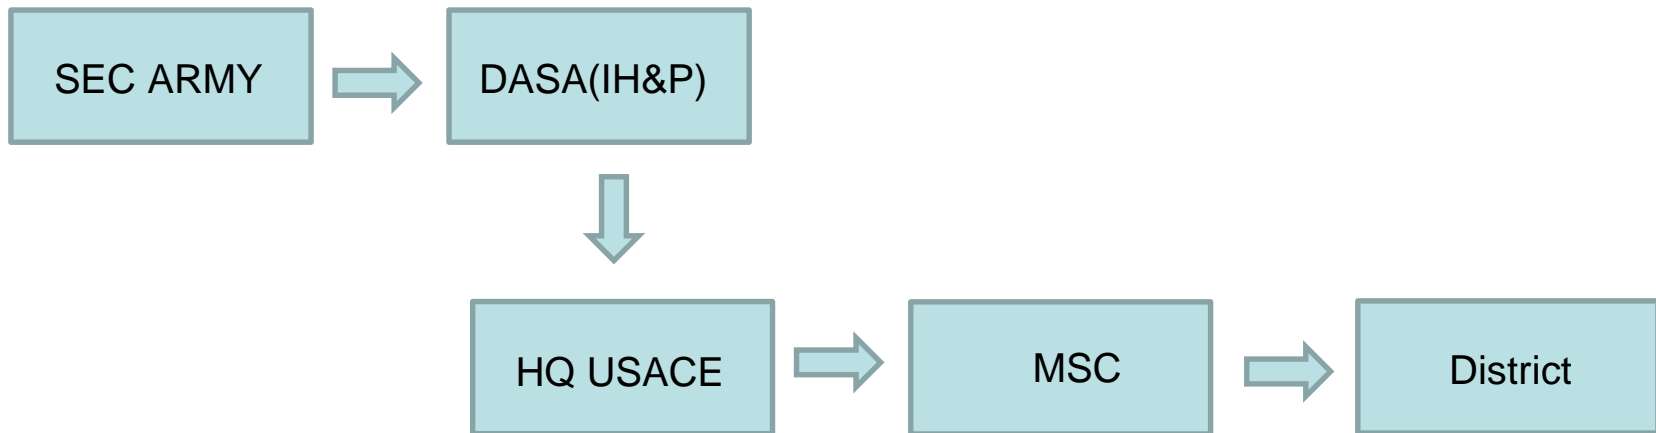 SEC ARMY
DASA(IH&P)
HQ USACE
MSC
District